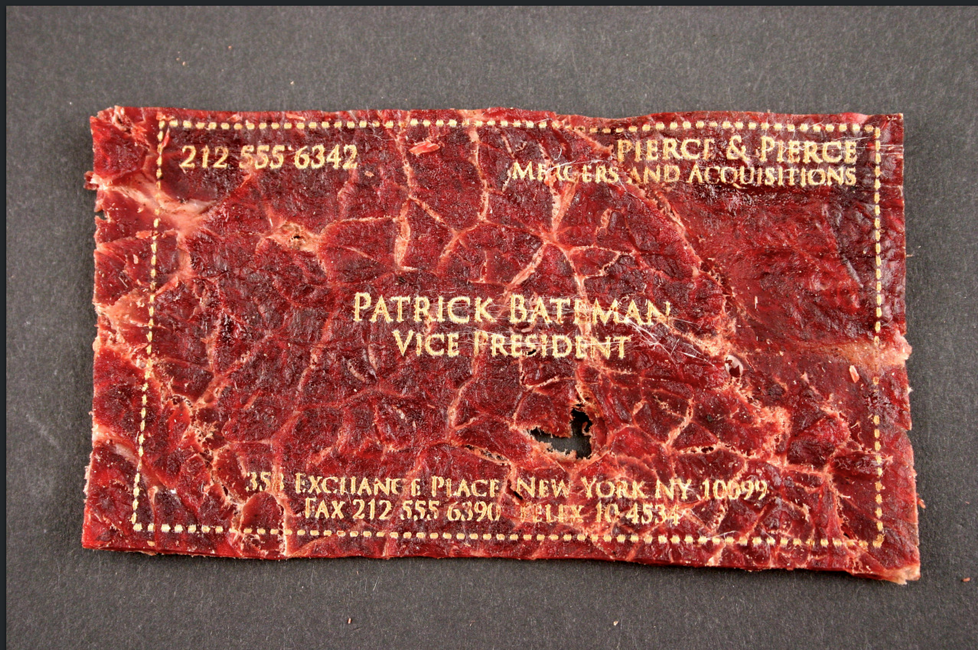 212 555 6342
PIERCE & PIERCE
MERGERS AND ACQUISITIONS
PATRICK BATEMAN
VICE PRESIDENT
358 EXCHANGE PLACE NEW YORK NY 10099
FAX 212 555 6390 TELEX 10 4534